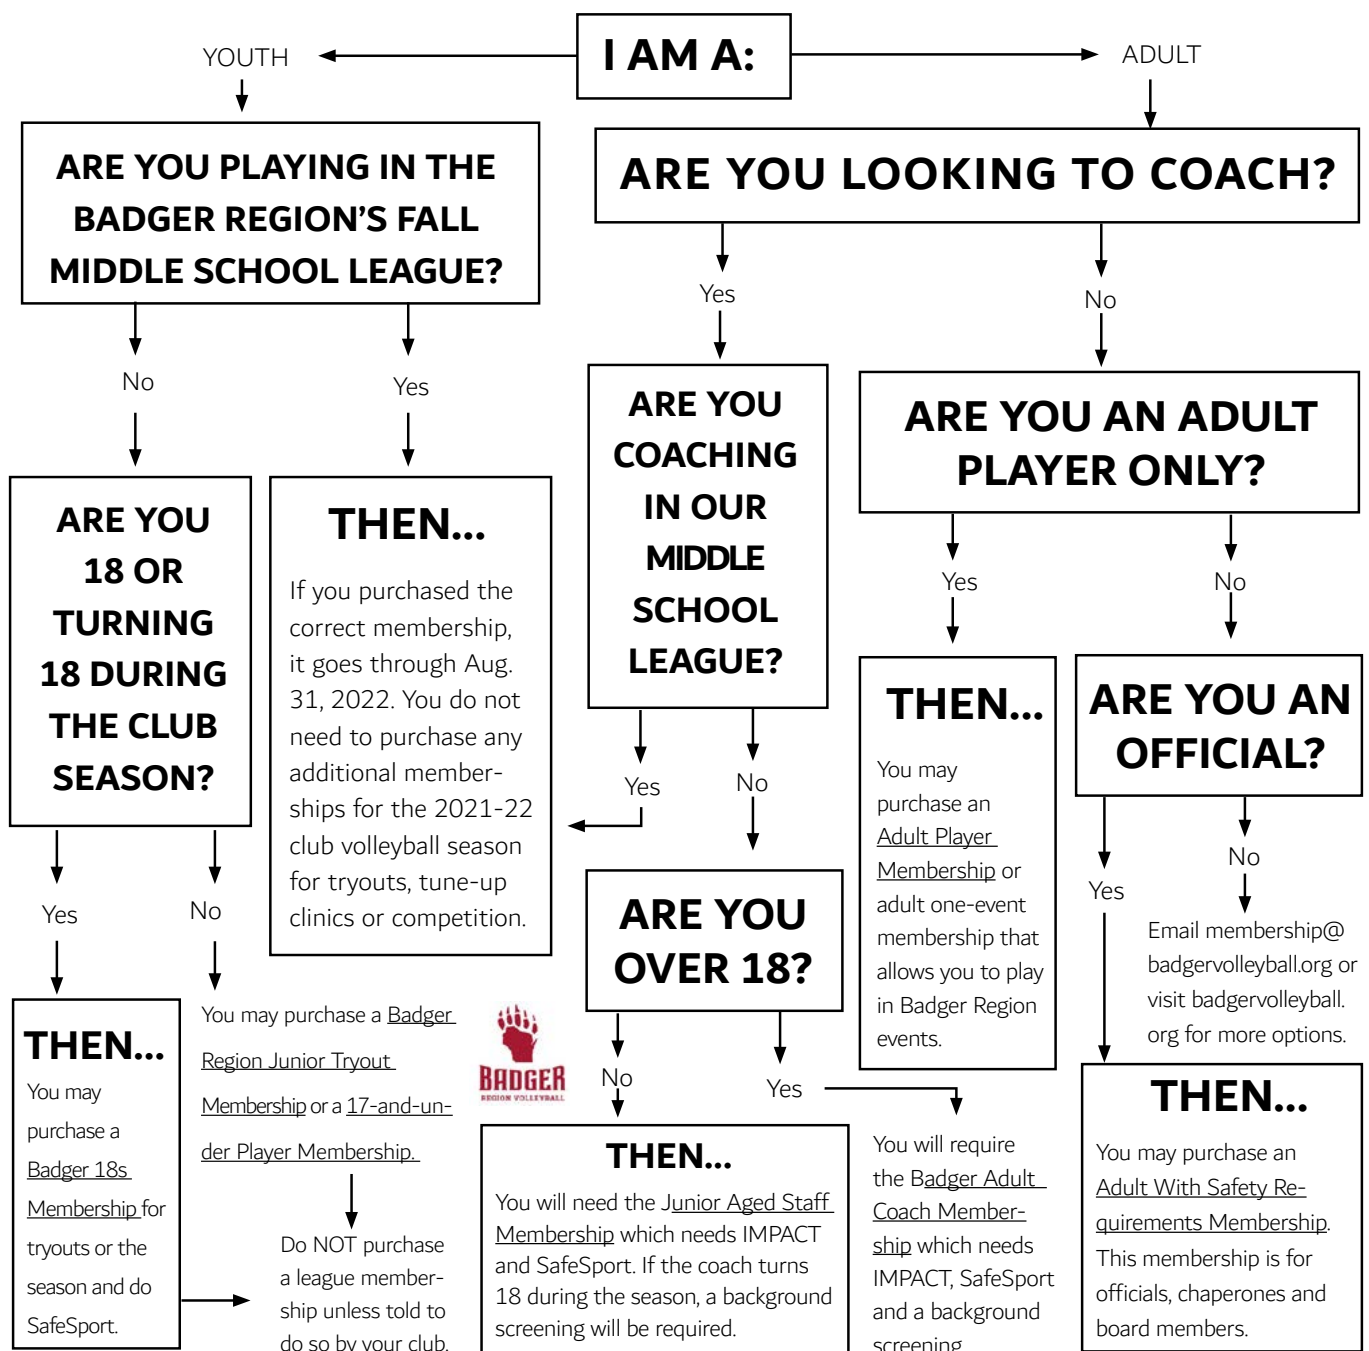 I AM A:
YOUTH
ADULT
ARE YOU PLAYING IN THE
BADGER REGION'S FALL
MIDDLE SCHOOL LEAGUE?
ARE YOU LOOKING TO COACH?
No
Yes
Yes
No
ARE YOU
18 OR
TURNING
18 DURING
THE CLUB
SEASON?
THEN...
If you purchased the
correct membership,
it goes through Aug.
31, 2022. You do not
need to purchase any
additional member-
ships for the 2021-22
club volleyball season
for tryouts, tune-up
clinics or competition.
ARE YOU
COACHING
IN OUR
MIDDLE
SCHOOL
LEAGUE?
ARE YOU AN ADULT
PLAYER ONLY?
Yes
No
Yes
No
Yes
No
THEN...
You may
purchase an
Adult Player
Membership or
adult one-event
membership that
allows you to play
in Badger Region
events.
ARE YOU AN
OFFICIAL?
Yes
No
Email membership@
badgervolleyball.org or
visit badgervolleyball.
org for more options.
ARE YOU
OVER 18?
THEN...
You may
purchase a
Badger 18s
Membership for
tryouts or the
season and do
SafeSport.
You may purchase a Badger
Region Junior Tryout
Membership or a 17-and-un-
der Player Membership.
Do NOT purchase
a league member-
ship unless told to
do so by your club.
BADGER
REGION VOLLEYBALL
No
Yes
THEN...
You will need the Junior Aged Staff
Membership which needs IMPACT
and SafeSport. If the coach turns
18 during the season, a background
screening will be required.
You will require
the Badger Adult
Coach Member-
ship which needs
IMPACT, SafeSport
and a background
screening
THEN...
You may purchase an
Adult With Safety Re-
quirements Membership.
This membership is for
officials, chaperones and
board members.